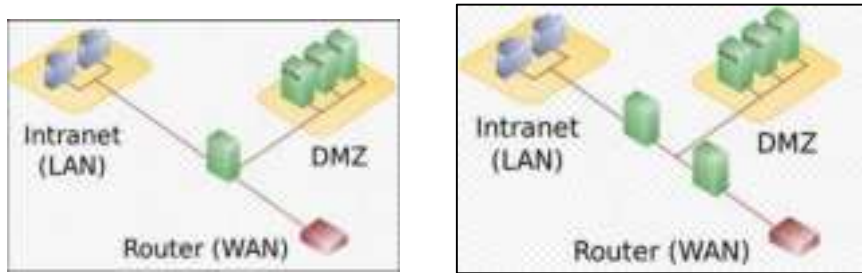 Intranet
(LAN)
DMZ
Router (WAN)
Intranet
(LAN)
DMZ
Router (WAN)